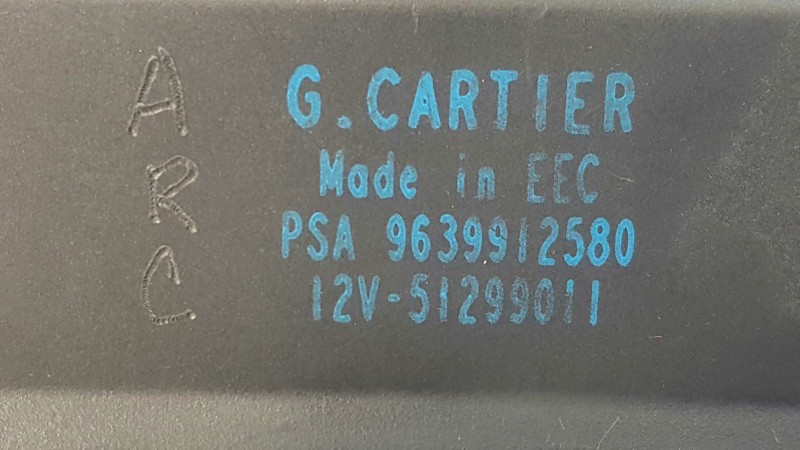 A
R
C
G. CARTIER
Made in EEC
PSA 9639912580
12V-51299011